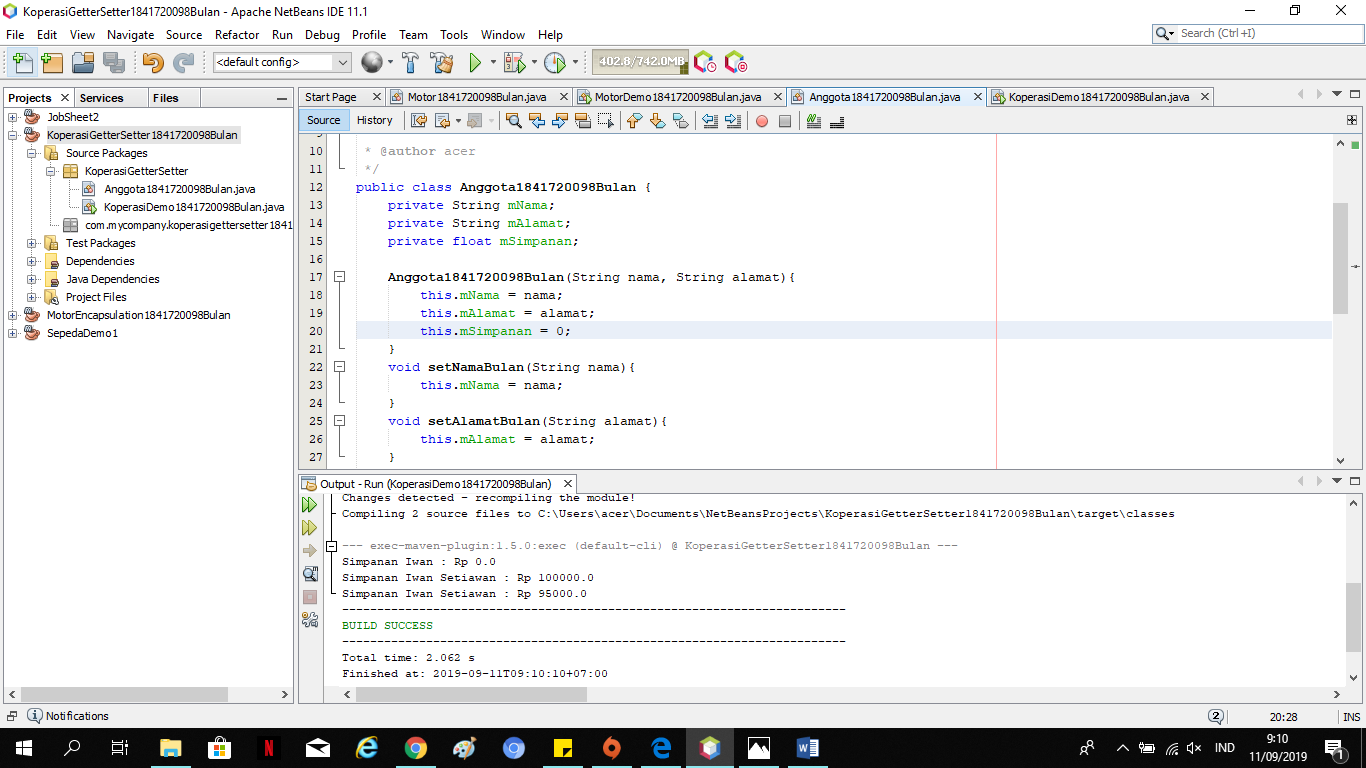 KoperasiGetterSetter1841720098Bulan - Apache NetBeans IDE 11.1
File Edit View Navigate Source Refactor Run Debug Profile Team Tools Window Help
Search (Ctrl+I)
<default config>
402.8/742.0MB
Projects Services Files
JobSheet2
KoperasiGetterSetter1841720098Bulan
Source Packages
KoperasiGetterSetter
Anggota1841720098Bulan.java
KoperasiDemo1841720098Bulan.java
com.mycompany.koperasigettersetter1841
Test Packages
Dependencies
Java Dependencies
Project Files
MotorEncapsulation1841720098Bulan
SepedaDemo1
Start Page Motor1841720098Bulan.java MotorDemo1841720098Bulan.java Anggota1841720098Bulan.java KoperasiDemo1841720098Bulan.java
Source History
10 * @author acer
11 */
12 public class Anggota1841720098Bulan {
13 private String mNama;
14 private String mAlamat;
15 private float mSimpanan;
16
17 Anggota1841720098Bulan(String nama, String alamat){
18 this.mNama = nama;
19 this.mAlamat = alamat;
20 this.mSimpanan = 0;
21 }
22 void setNamaBulan(String nama){
23 this.mNama = nama;
24 }
25 void setAlamatBulan(String alamat){
26 this.mAlamat = alamat;
27 }
Output - Run (KoperasiDemo1841720098Bulan)
Changes detected - recompiling the module!
Compiling 2 source files to C:\Users\acer\Documents\NetBeansProjects\KoperasiGetterSetter1841720098Bulan\target\classes
--- exec-maven-plugin:1.5.0:exec (default-cli) @ KoperasiGetterSetter1841720098Bulan ---
Simpanan Iwan : Rp 0.0
Simpanan Iwan Setiawan : Rp 100000.0
Simpanan Iwan Setiawan : Rp 95000.0
------------------------------------------------------------------------
BUILD SUCCESS
------------------------------------------------------------------------
Total time: 2.062 s
Finished at: 2019-09-11T09:10:10+07:00
Notifications
2
20:28
INS
IND
9:10
11/09/2019
1